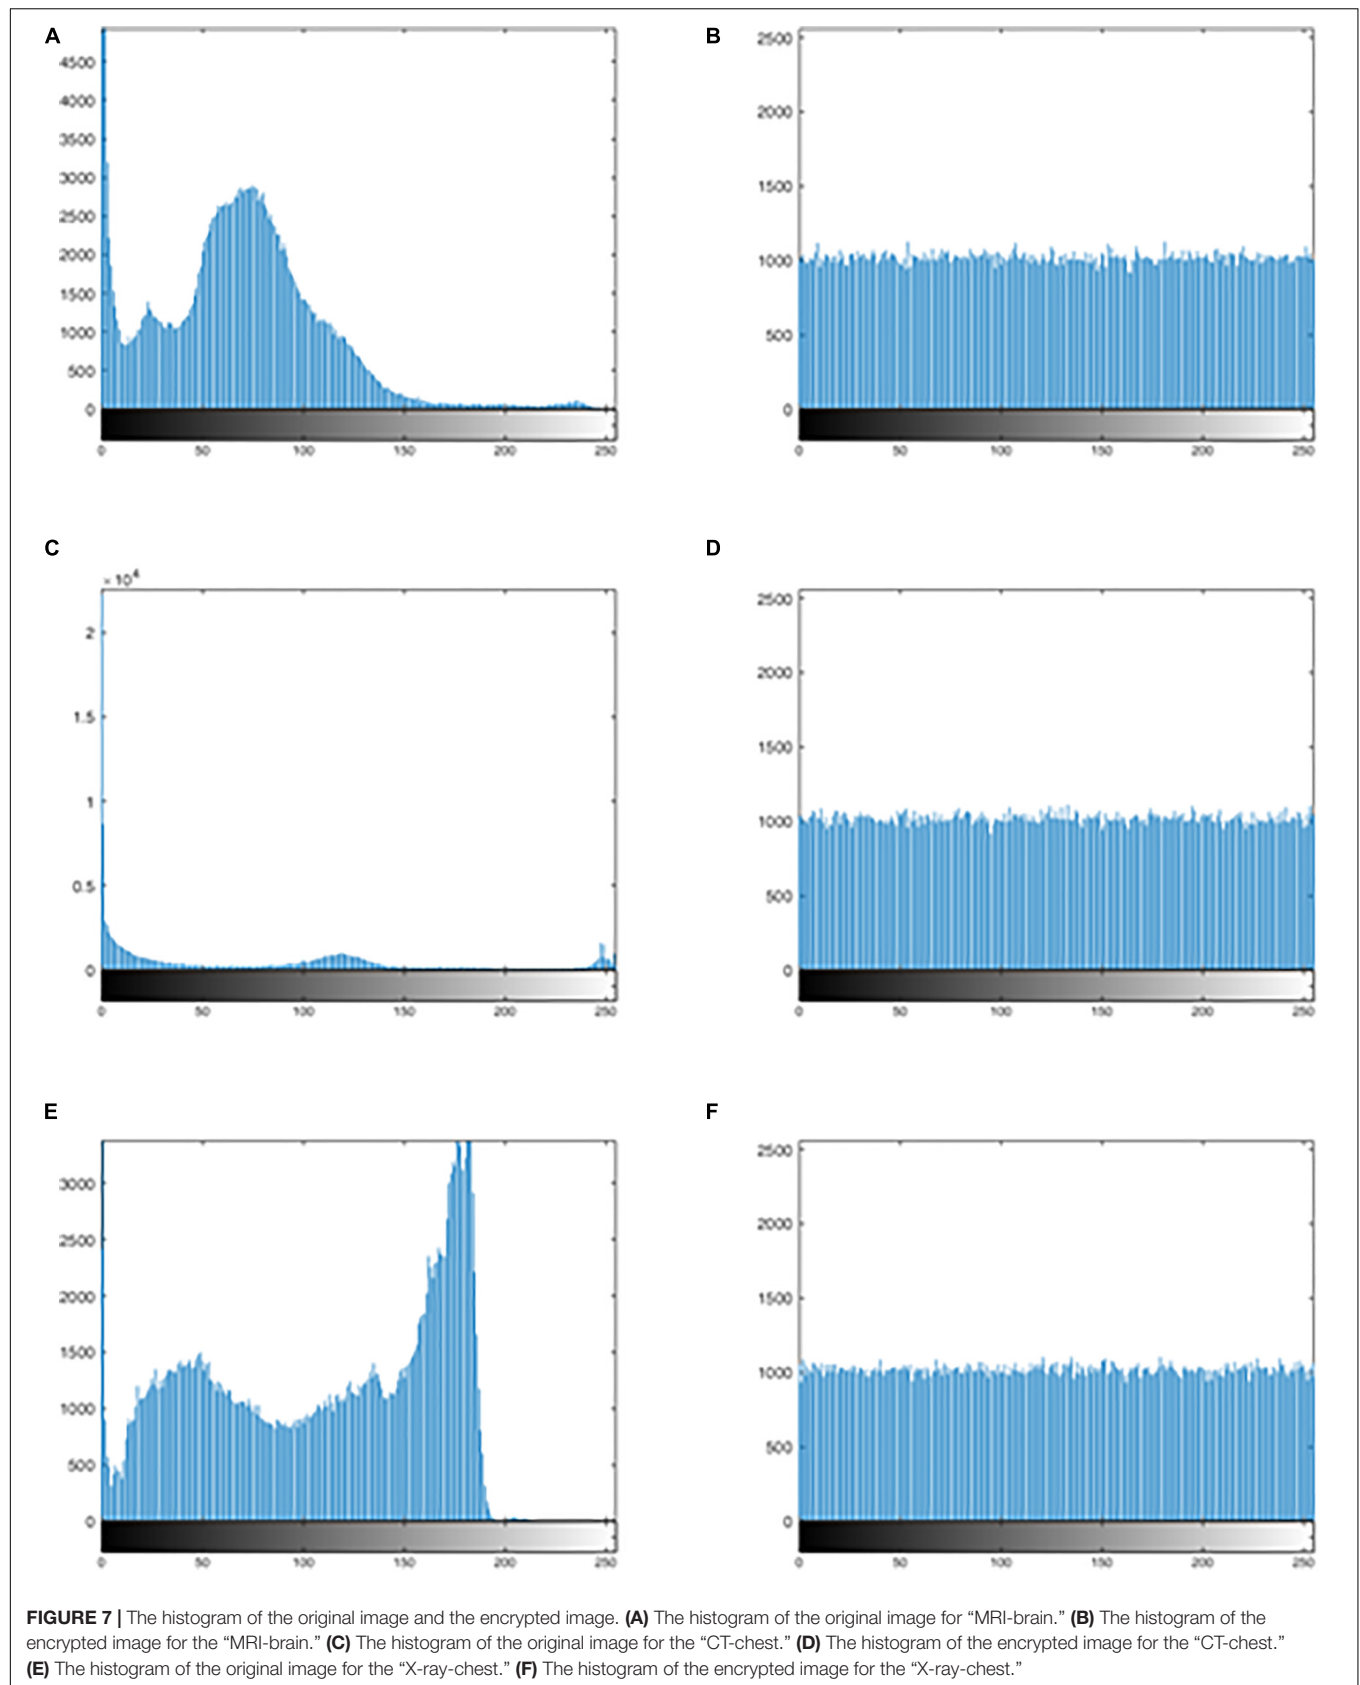 A
4500
4000
3500
3000
2500
2000
1500
1000
500
0
0 50 100 150 200 250
B
2500
2000
1500
1000
500
0
0 50 100 150 200 250
C
× 10⁴
2
1.5
1
0.5
0
0 50 100 150 200 250
D
2500
2000
1500
1000
500
0
0 50 100 150 200 250
E
3000
2500
2000
1500
1000
500
0
0 50 100 150 200 250
F
2500
2000
1500
1000
500
0
0 50 100 150 200 250
FIGURE 7 | The histogram of the original image and the encrypted image. (A) The histogram of the original image for “MRI-brain.” (B) The histogram of the
encrypted image for the “MRI-brain.” (C) The histogram of the original image for the “CT-chest.” (D) The histogram of the encrypted image for the “CT-chest.”
(E) The histogram of the original image for the “X-ray-chest.” (F) The histogram of the encrypted image for the “X-ray-chest.”